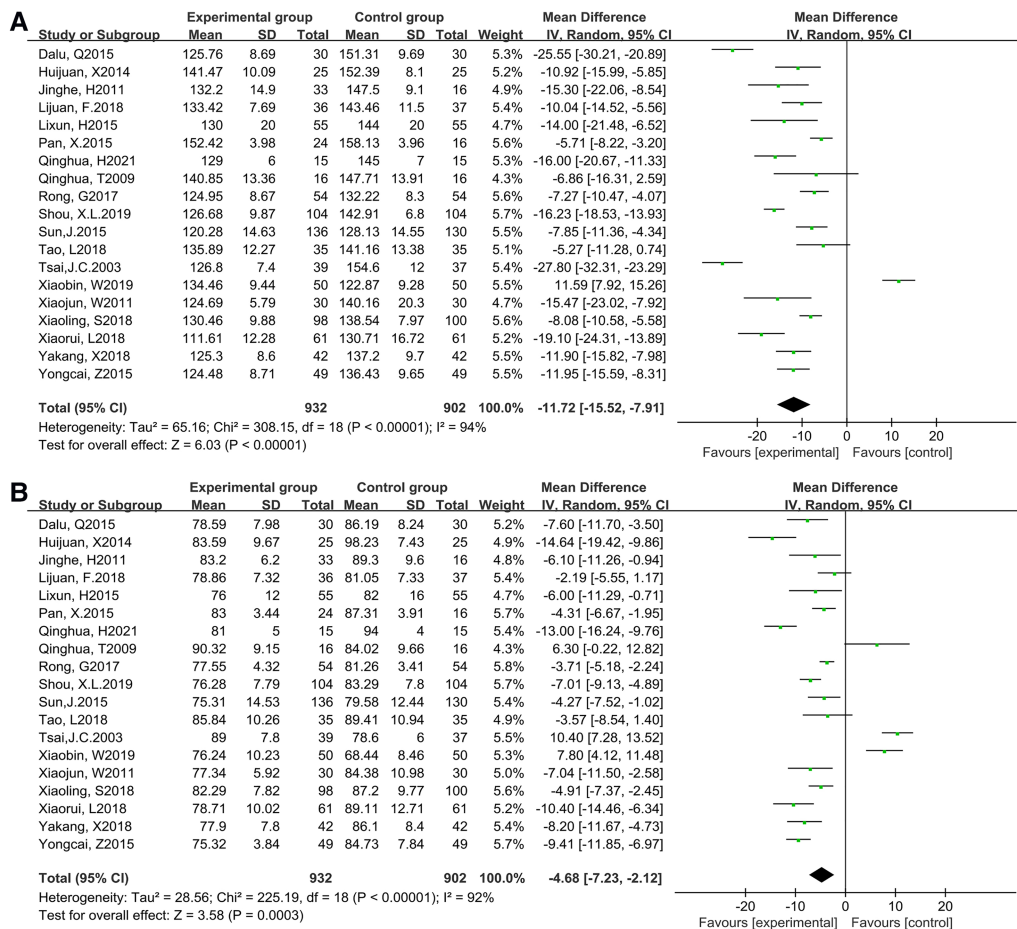 A
Experimental group Control group Mean Difference Mean Difference
Study or Subgroup Mean SD Total Mean SD Total Weight IV, Random, 95% CI IV, Random, 95% CI
Dalu, Q2015 125.76 8.69 30 151.31 9.69 30 5.3% -25.55 [-30.21, -20.89]
Huijuan, X2014 141.47 10.09 25 152.39 8.1 25 5.2% -10.92 [-15.99, -5.85]
Jinghe, H2011 132.2 14.9 33 147.5 9.1 16 4.9% -15.30 [-22.06, -8.54]
Lijuan, F.2018 133.42 7.69 36 143.46 11.5 37 5.4% -10.04 [-14.52, -5.56]
Lixun, H2015 130 20 55 144 20 55 4.7% -14.00 [-21.48, -6.52]
Pan, X.2015 152.42 3.98 24 158.13 3.96 16 5.6% -5.71 [-8.22, -3.20]
Qinghua, H2021 129 6 15 145 7 15 5.3% -16.00 [-20.67, -11.33]
Qinghua, T2009 140.85 13.36 16 147.71 13.91 16 4.3% -6.86 [-16.31, 2.59]
Rong, G2017 124.95 8.67 54 132.22 8.3 54 5.6% -7.27 [-10.47, -4.07]
Shou, X.L.2019 126.68 9.87 104 142.91 6.8 104 5.7% -16.23 [-18.53, -13.93]
Sun,J.2015 120.28 14.63 136 128.13 14.55 130 5.5% -7.85 [-11.36, -4.34]
Tao, L2018 135.89 12.27 35 141.16 13.38 35 5.0% -5.27 [-11.28, 0.74]
Tsai,J.C.2003 126.8 7.4 39 154.6 12 37 5.4% -27.80 [-32.31, -23.29]
Xiaobin, W2019 134.46 9.44 50 122.87 9.28 50 5.5% 11.59 [7.92, 15.26]
Xiaojun, W2011 124.69 5.79 30 140.16 20.3 30 4.7% -15.47 [-23.02, -7.92]
Xiaoling, S2018 130.46 9.88 98 138.54 7.97 100 5.6% -8.08 [-10.58, -5.58]
Xiaorui, L2018 111.61 12.28 61 130.71 16.72 61 5.2% -19.10 [-24.31, -13.89]
Yakang, X2018 125.3 8.6 42 137.2 9.7 42 5.5% -11.90 [-15.82, -7.98]
Yongcai, Z2015 124.48 8.71 49 136.43 9.65 49 5.5% -11.95 [-15.59, -8.31]
Total (95% CI) 932 902 100.0% -11.72 [-15.52, -7.91]
Heterogeneity: Tau² = 65.16; Chi² = 308.15, df = 18 (P < 0.00001); I² = 94%
Test for overall effect: Z = 6.03 (P < 0.00001)
-20 -10 0 10 20
Favours [experimental] Favours [control]
B
Experimental group Control group Mean Difference Mean Difference
Study or Subgroup Mean SD Total Mean SD Total Weight IV, Random, 95% CI IV, Random, 95% CI
Dalu, Q2015 78.59 7.98 30 86.19 8.24 30 5.2% -7.60 [-11.70, -3.50]
Huijuan, X2014 83.59 9.67 25 98.23 7.43 25 4.9% -14.64 [-19.42, -9.86]
Jinghe, H2011 83.2 6.2 33 89.3 9.6 16 4.8% -6.10 [-11.26, -0.94]
Lijuan, F.2018 78.86 7.32 36 81.05 7.33 37 5.4% -2.19 [-5.55, 1.17]
Lixun, H2015 76 12 55 82 16 55 4.7% -6.00 [-11.29, -0.71]
Pan, X.2015 83 3.44 24 87.31 3.91 16 5.6% -4.31 [-6.67, -1.95]
Qinghua, H2021 81 5 15 94 4 15 5.4% -13.00 [-16.24, -9.76]
Qinghua, T2009 90.32 9.15 16 84.02 9.66 16 4.3% 6.30 [-0.22, 12.82]
Rong, G2017 77.55 4.32 54 81.26 3.41 54 5.8% -3.71 [-5.18, -2.24]
Shou, X.L.2019 76.28 7.79 104 83.29 7.8 104 5.7% -7.01 [-9.13, -4.89]
Sun,J.2015 75.31 14.53 136 79.58 12.44 130 5.4% -4.27 [-7.52, -1.02]
Tao, L2018 85.84 10.26 35 89.41 10.94 35 4.9% -3.57 [-8.54, 1.40]
Tsai,J.C.2003 89 7.8 39 78.6 6 37 5.4% 10.40 [7.28, 13.52]
Xiaobin, W2019 76.24 10.23 50 68.44 8.46 50 5.3% 7.80 [4.12, 11.48]
Xiaojun, W2011 77.34 5.92 30 84.38 10.98 30 5.0% -7.04 [-11.50, -2.58]
Xiaoling, S2018 82.29 7.82 98 87.2 9.77 100 5.6% -4.91 [-7.37, -2.45]
Xiaorui, L2018 78.71 10.02 61 89.11 12.71 61 5.2% -10.40 [-14.46, -6.34]
Yakang, X2018 77.9 7.8 42 86.1 8.4 42 5.4% -8.20 [-11.67, -4.73]
Yongcai, Z2015 75.32 3.84 49 84.73 7.84 49 5.6% -9.41 [-11.85, -6.97]
Total (95% CI) 932 902 100.0% -4.68 [-7.23, -2.12]
Heterogeneity: Tau² = 28.56; Chi² = 225.19, df = 18 (P < 0.00001); I² = 92%
Test for overall effect: Z = 3.58 (P = 0.0003)
-20 -10 0 10 20
Favours [experimental] Favours [control]